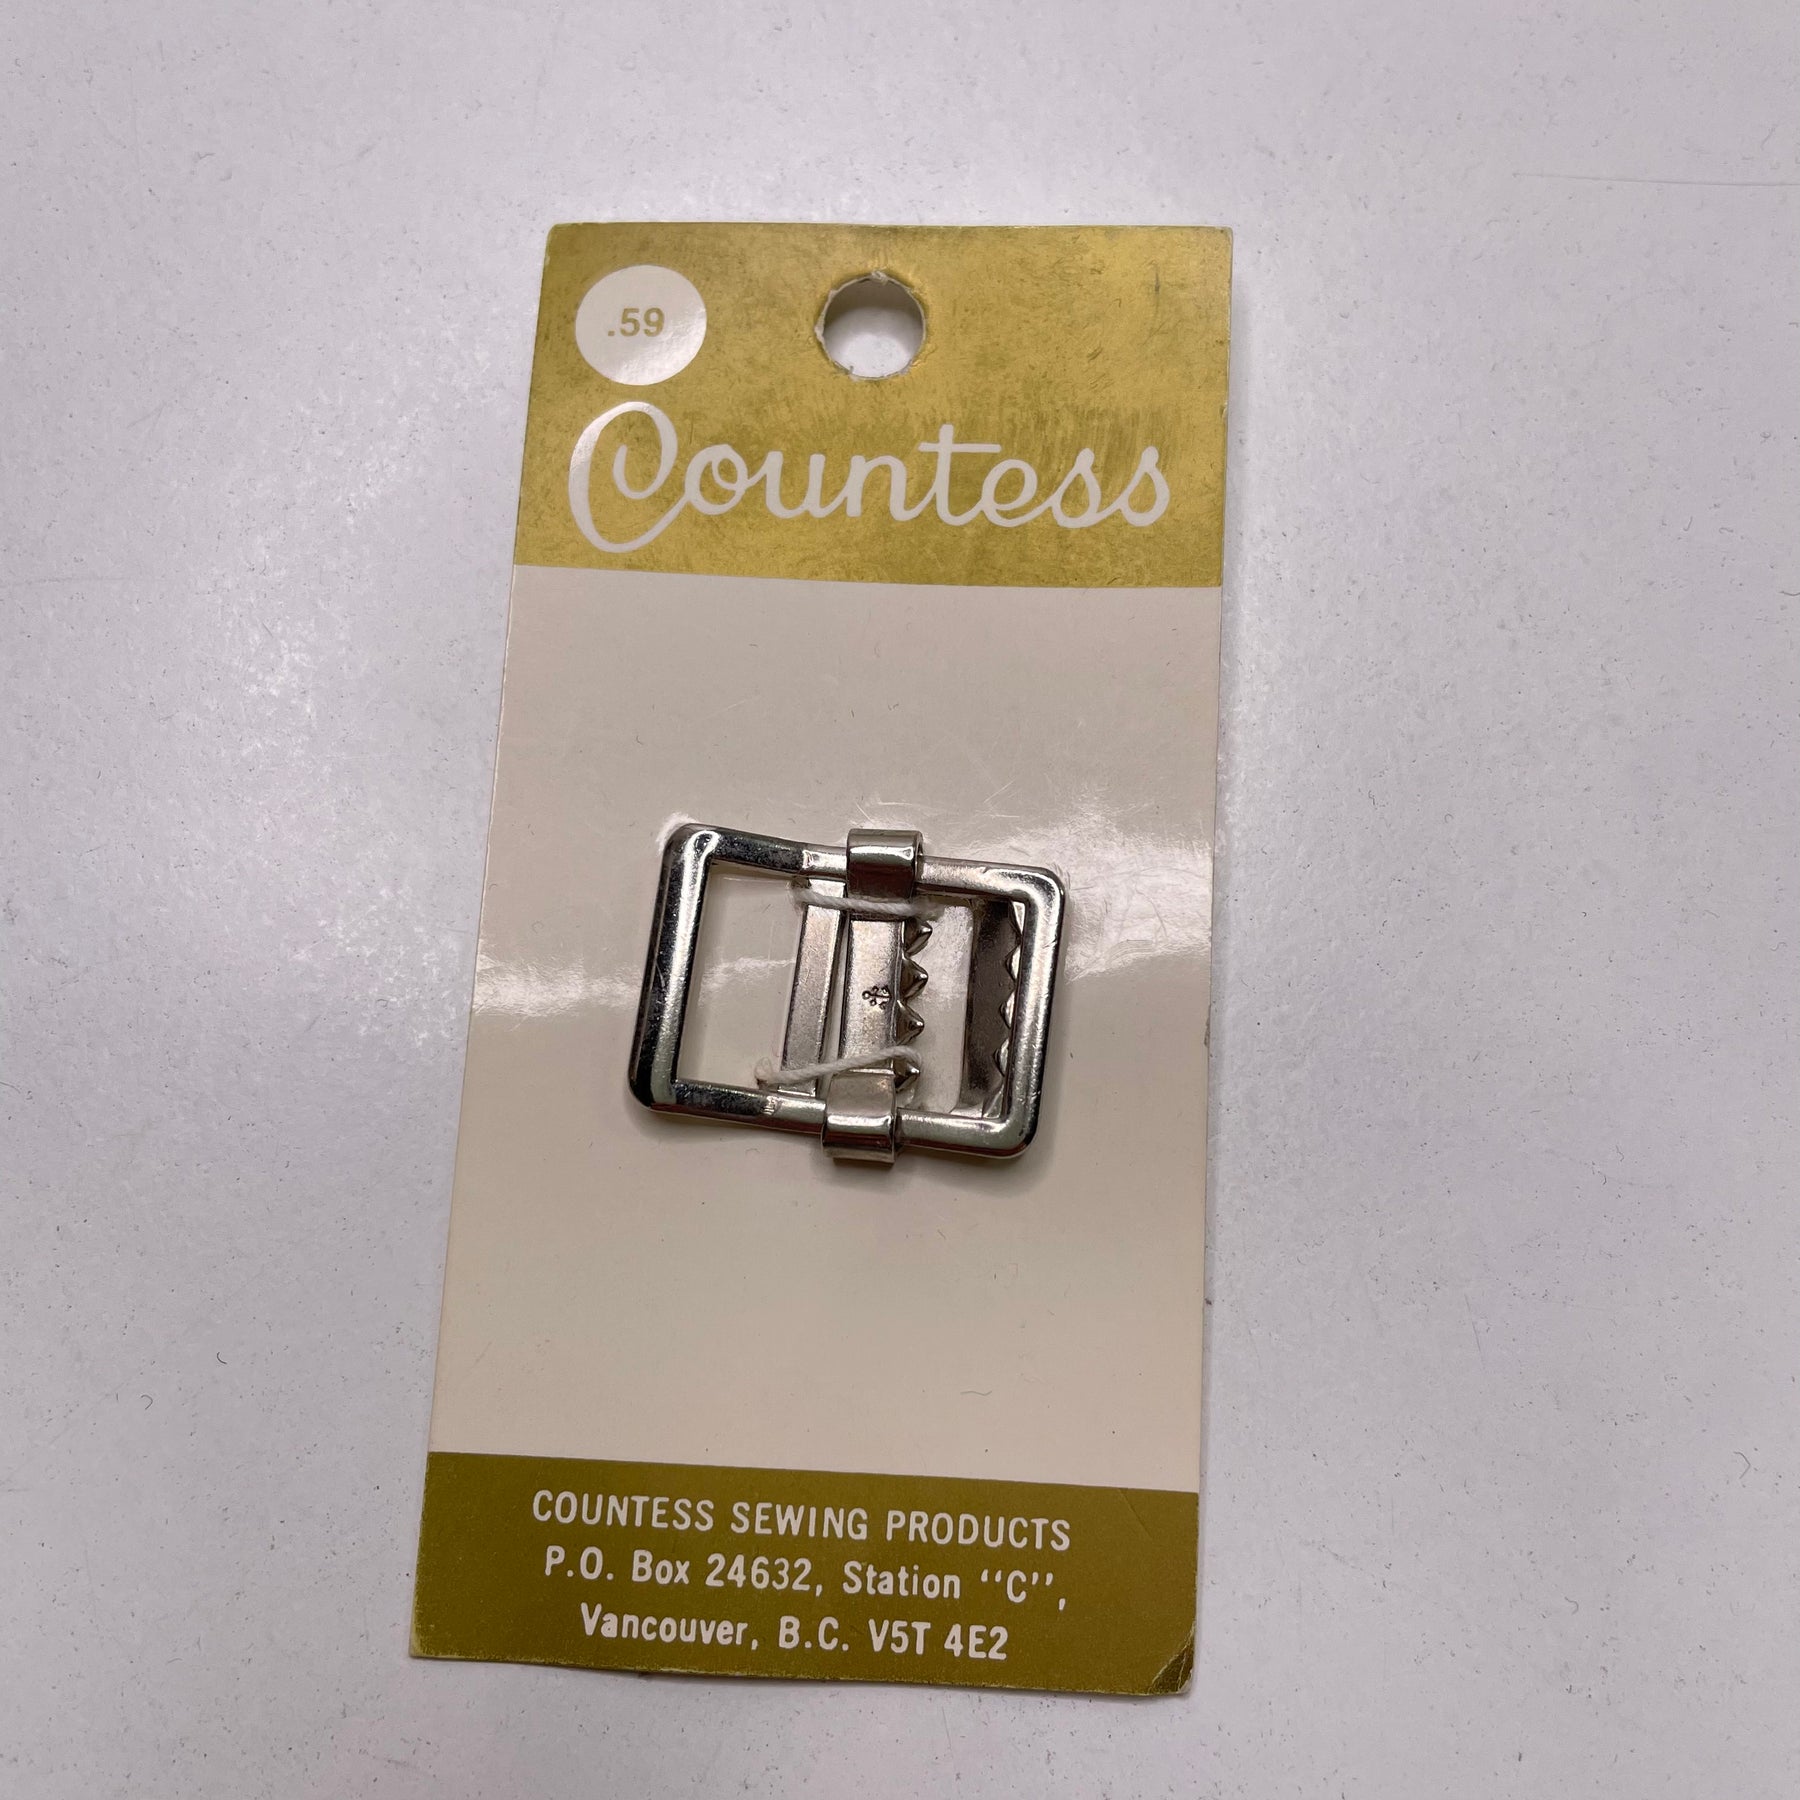 .59
Countess
COUNTESS SEWING PRODUCTS
P.O. Box 24632, Station "C",
Vancouver, B.C. V5T 4E2